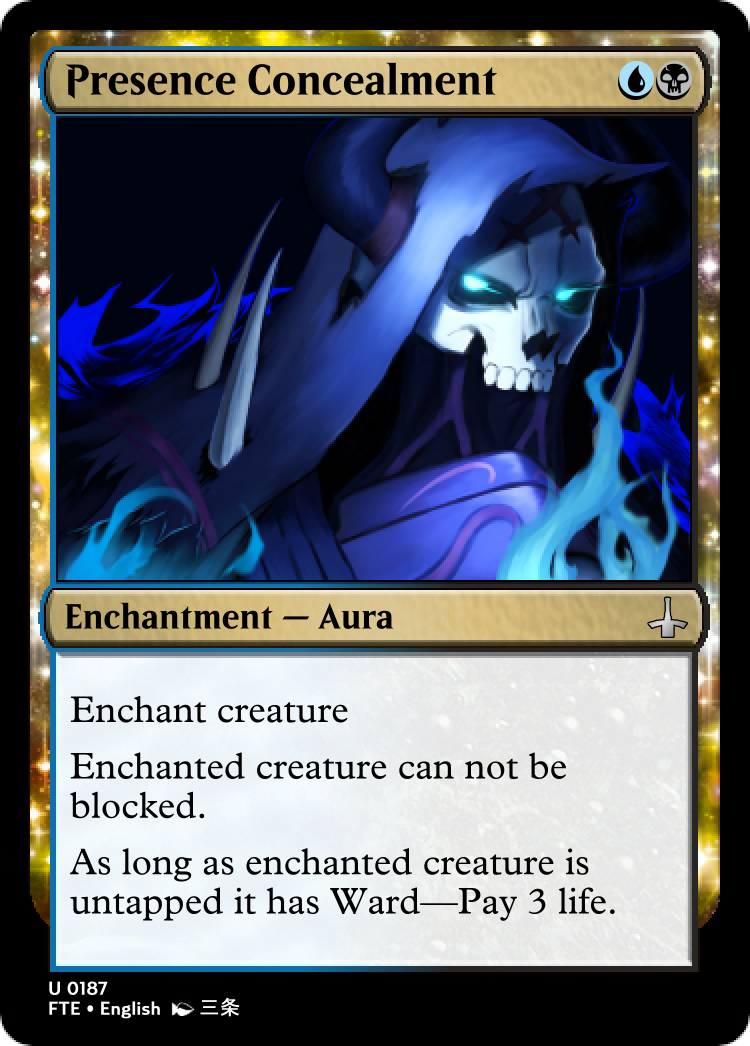 Presence Concealment
Enchantment — Aura
Enchant creature
Enchanted creature can not be
blocked.
As long as enchanted creature is
untapped it has Ward—Pay 3 life.
U 0187
FTE • English 三条